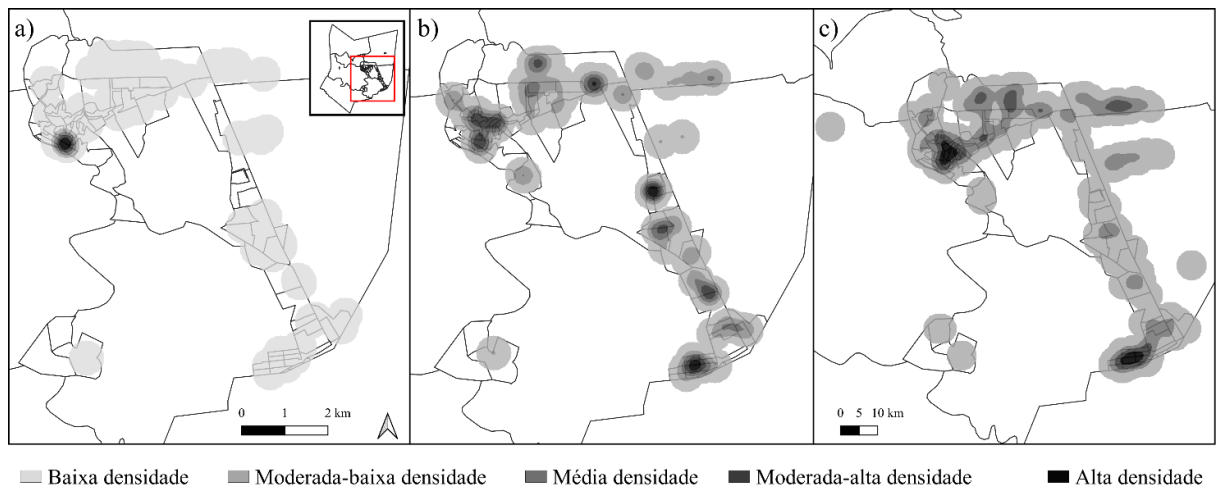 a)
b)
c)
0 1 2 km
0 5 10 km
Baixa densidade Moderada-baixa densidade Média densidade Moderada-alta densidade Alta densidade